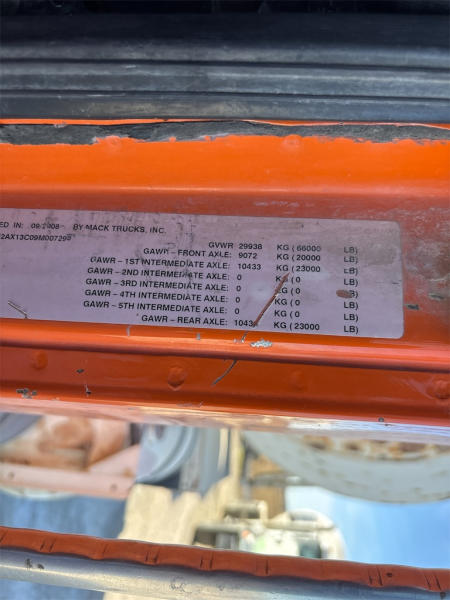 ED IN: 09/2008 BY MACK TRUCKS, INC.
GVWR 29938 KG ( 66000 LB)
GAWR – FRONT AXLE: 9072 KG ( 20000 LB)
GAWR – 1ST INTERMEDIATE AXLE: 10433 KG ( 23000 LB)
GAWR – 2ND INTERMEDIATE AXLE: 0 KG ( 0 LB)
GAWR – 3RD INTERMEDIATE AXLE: 0 KG ( 0 LB)
GAWR – 4TH INTERMEDIATE AXLE: 0 KG ( 0 LB)
GAWR – 5TH INTERMEDIATE AXLE: 0 KG ( 0 LB)
GAWR – REAR AXLE: 10433 KG ( 23000 LB)